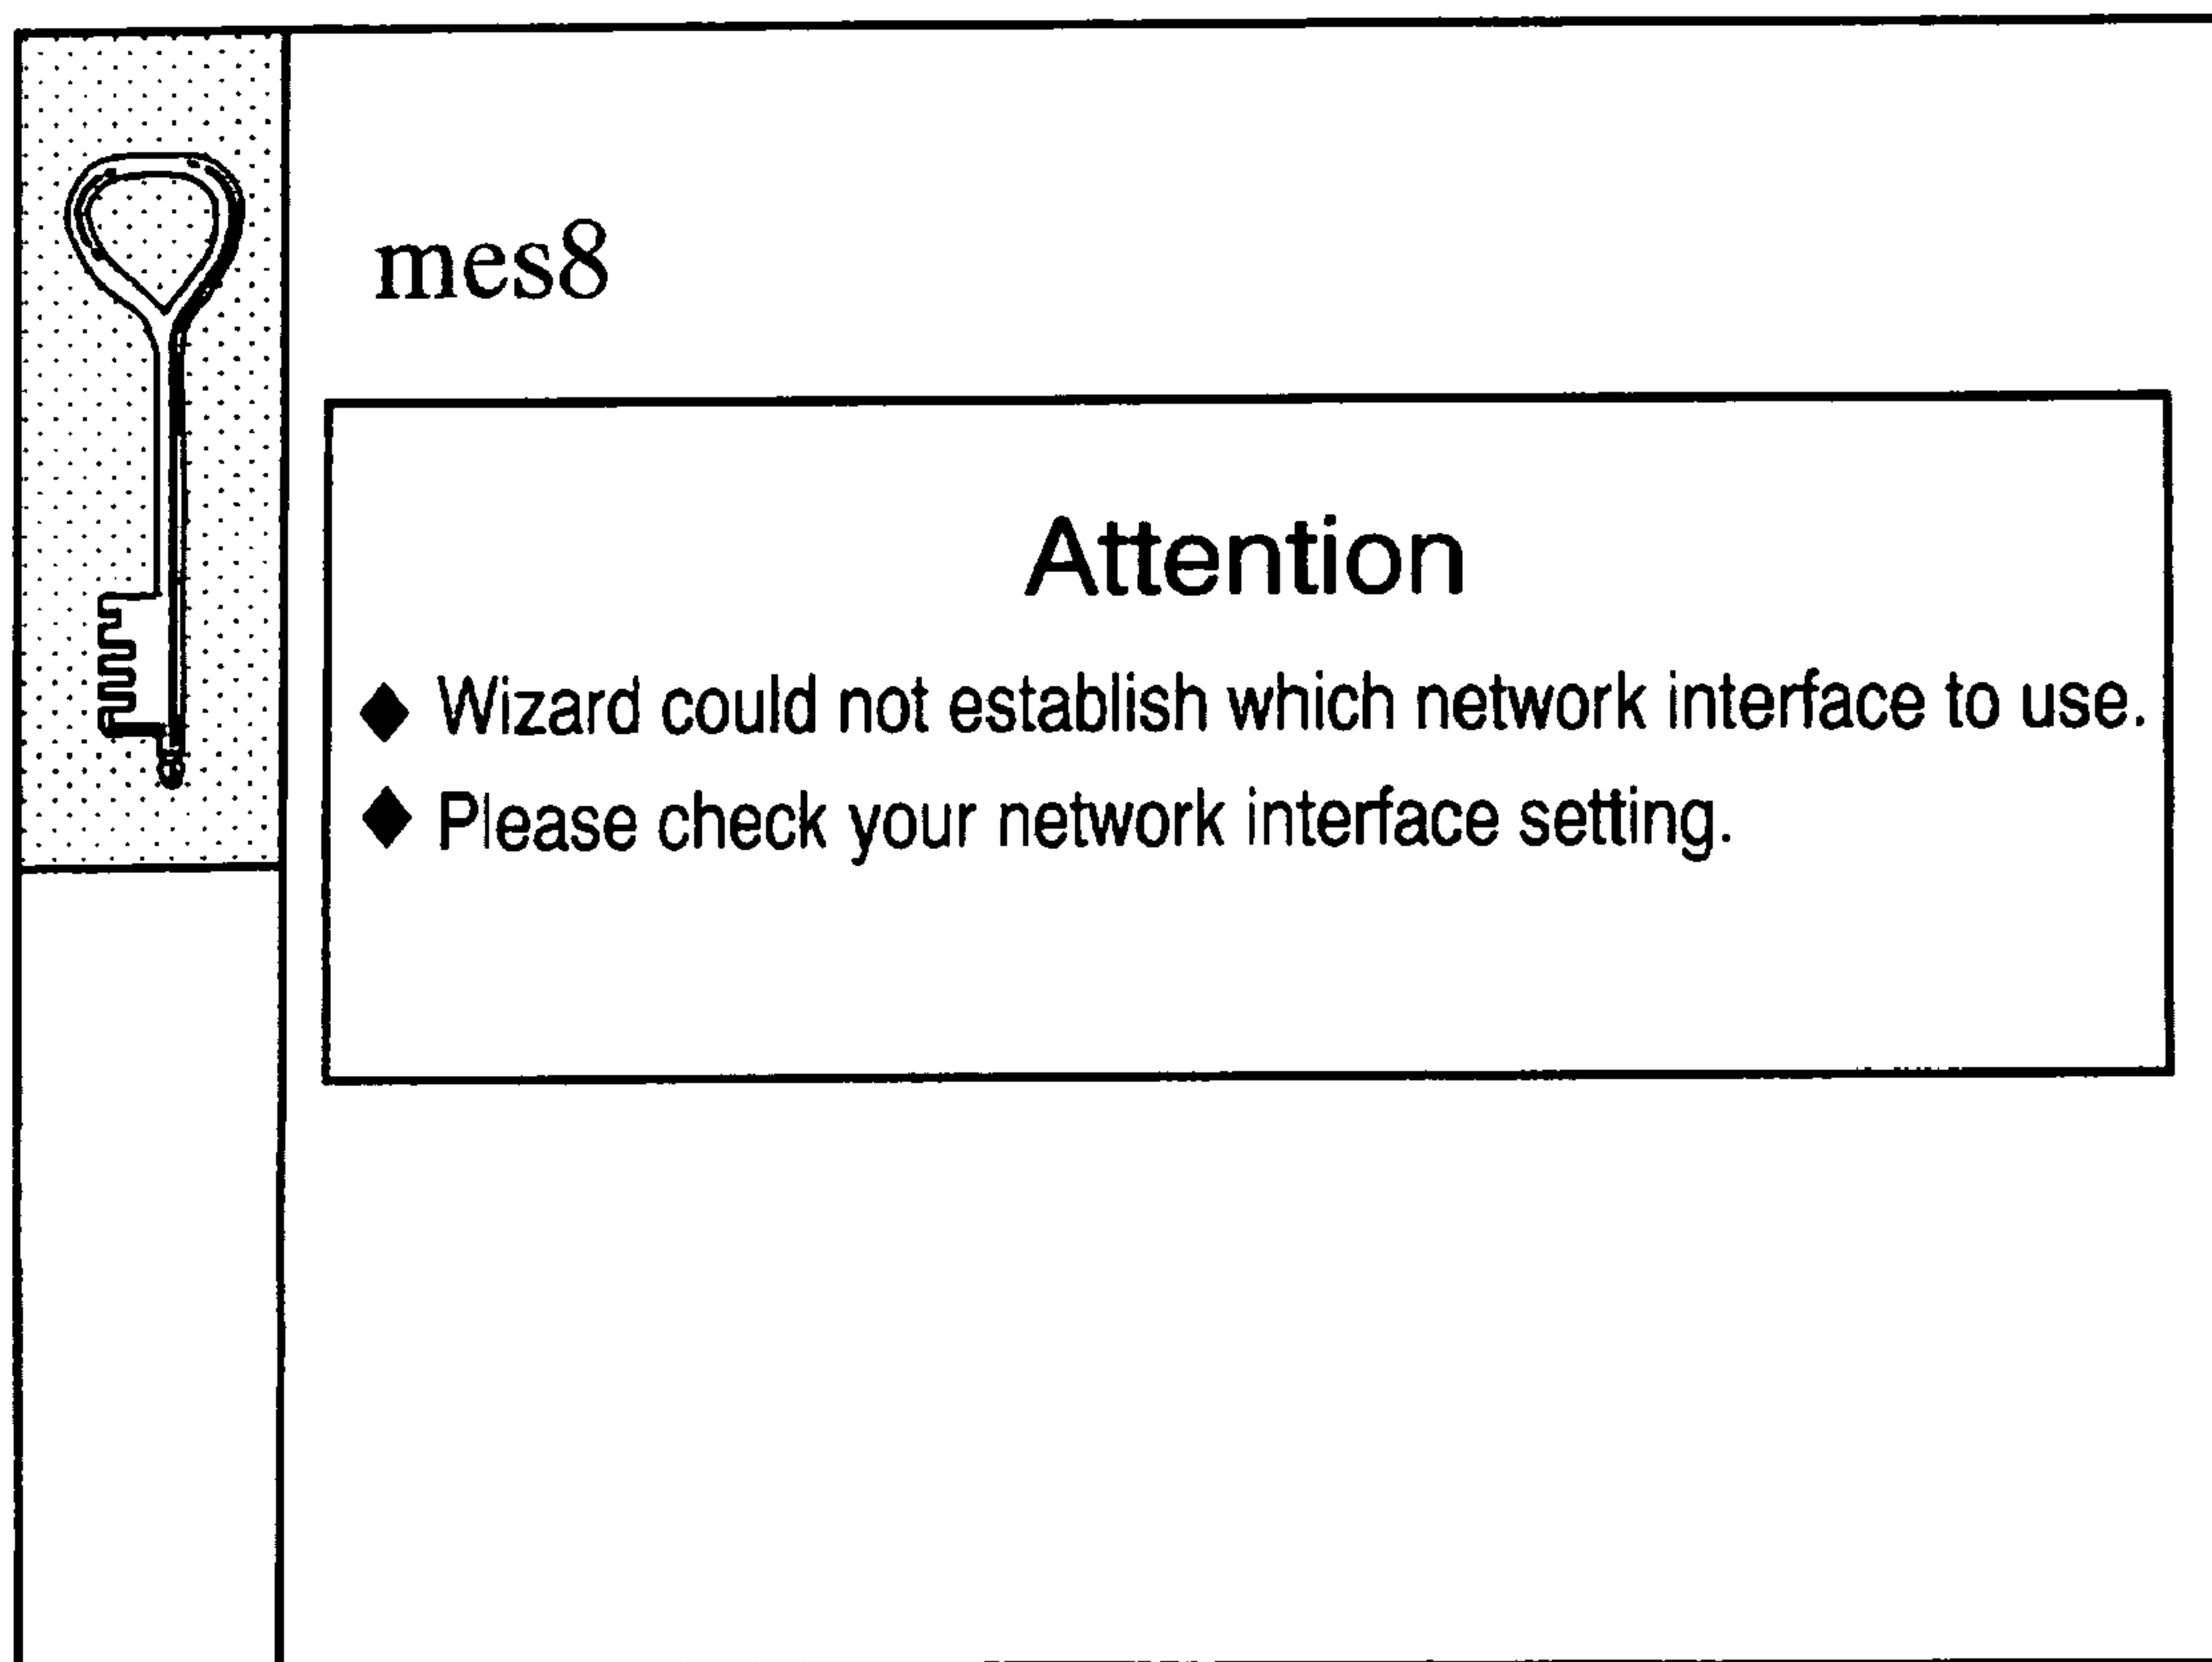 mes8
Attention
◆ Wizard could not establish which network interface to use.
◆ Please check your network interface setting.